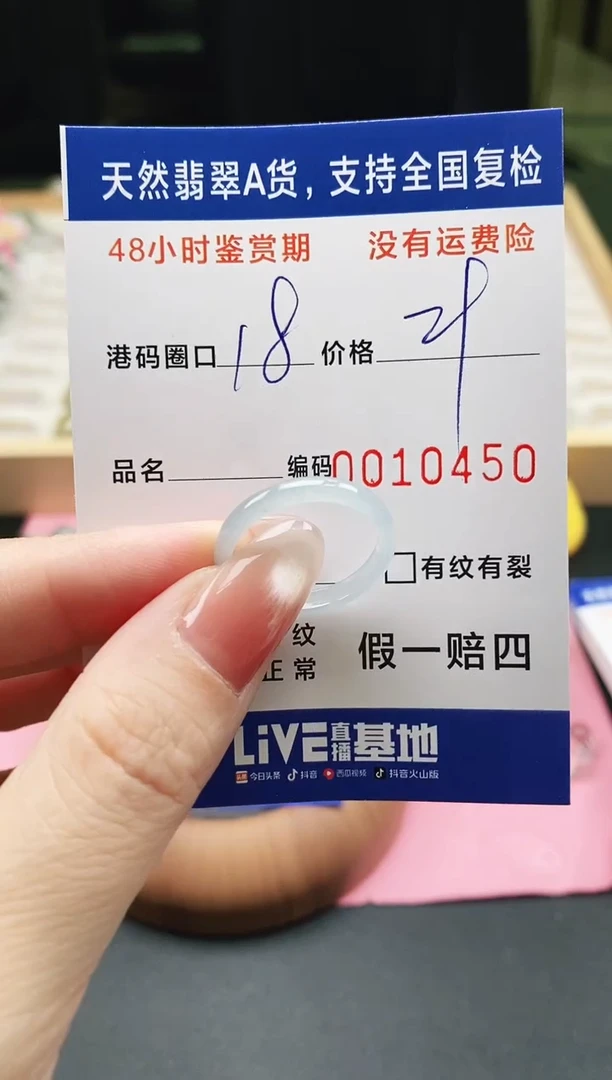 天然翡翠A货，支持全国复检
48小时鉴赏期 没有运费险
港码圈口 18 价格
品名 编码 0010450
有纹有裂
纹
正常 假一赔四
LiVE直播基地
今日头条 抖音 西瓜视频 抖音火山版